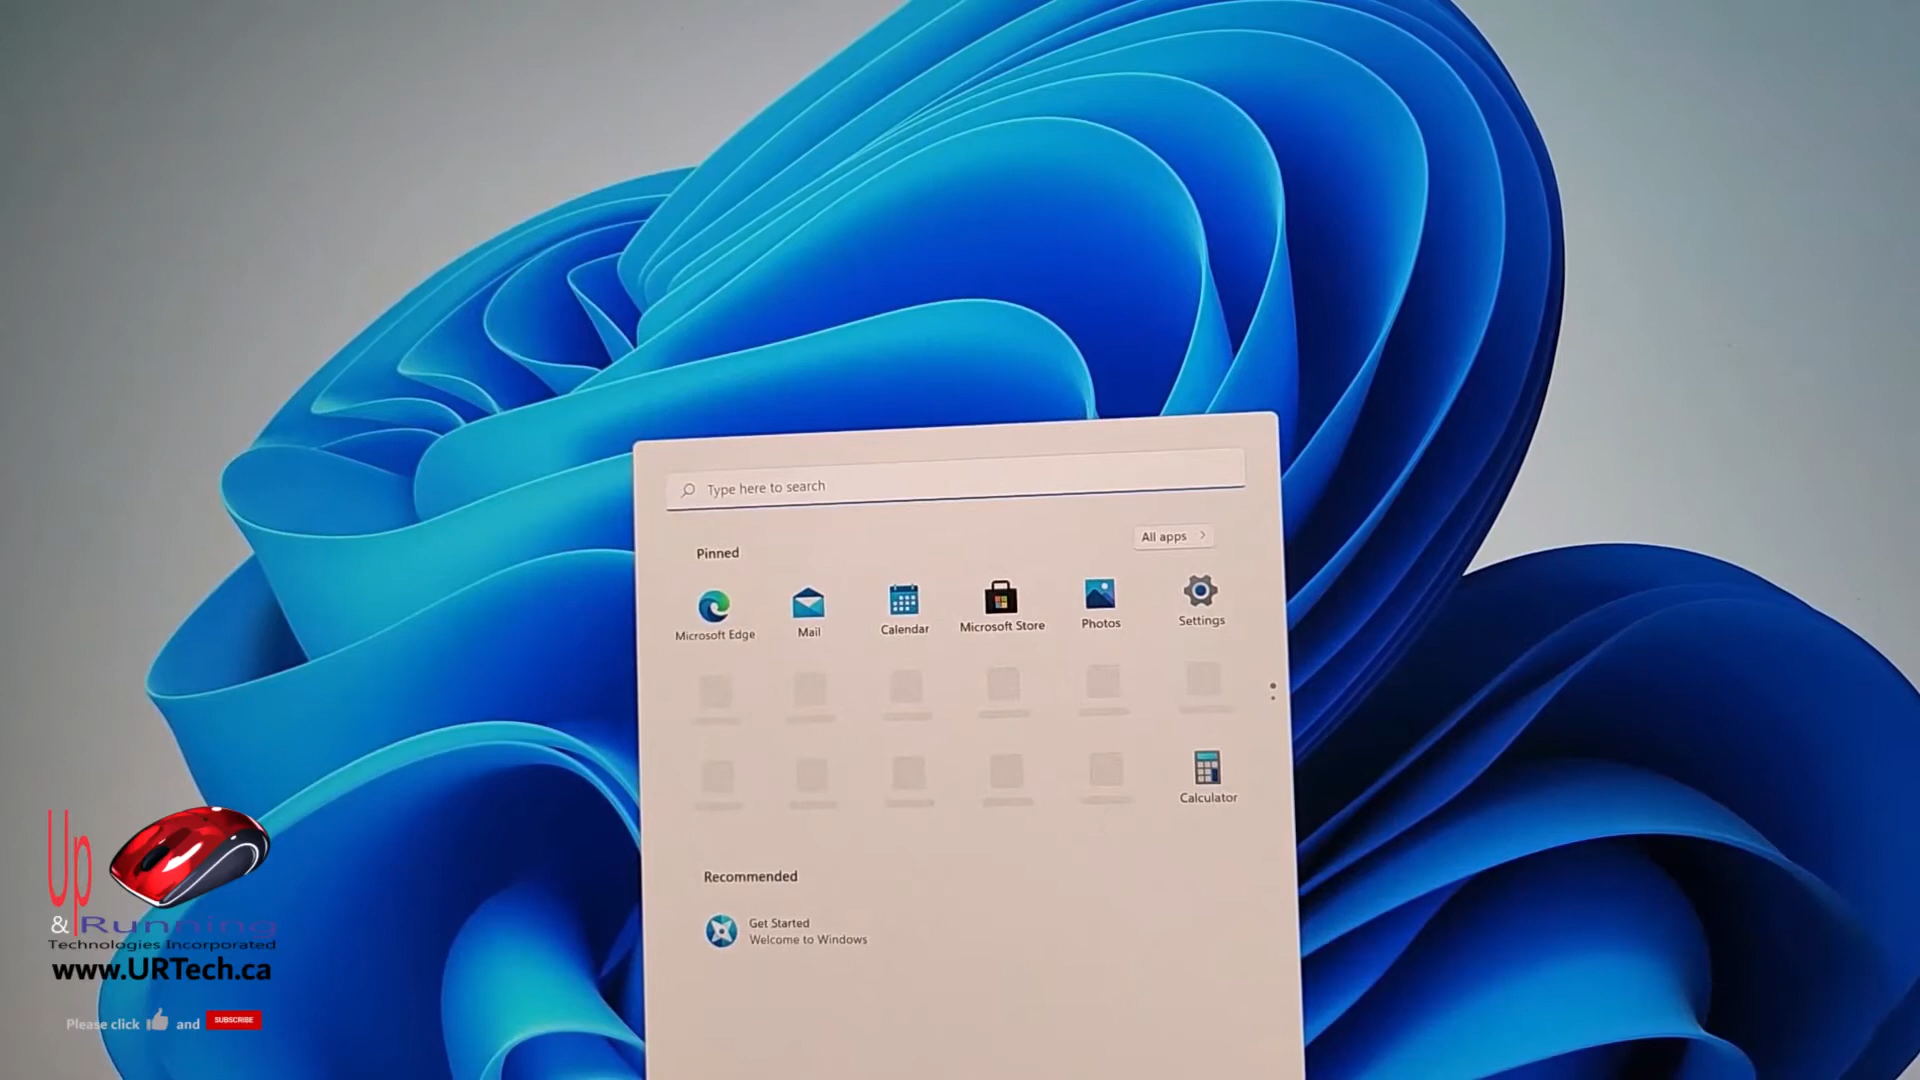 Type here to search
Pinned
All apps
Microsoft Edge
Mail
Calendar
Microsoft Store
Photos
Settings
Calculator
Recommended
Get Started
Welcome to Windows
Up
& Running
Technologies Incorporated
www.URTech.ca
Please click and SUBSCRIBE